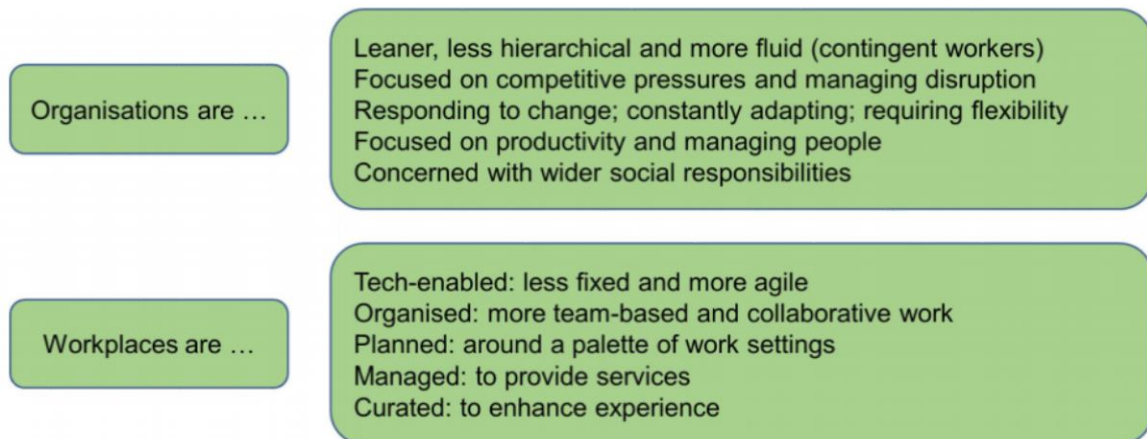 Organisations are …
Leaner, less hierarchical and more fluid (contingent workers)
Focused on competitive pressures and managing disruption
Responding to change; constantly adapting; requiring flexibility
Focused on productivity and managing people
Concerned with wider social responsibilities
Workplaces are …
Tech-enabled: less fixed and more agile
Organised: more team-based and collaborative work
Planned: around a palette of work settings
Managed: to provide services
Curated: to enhance experience